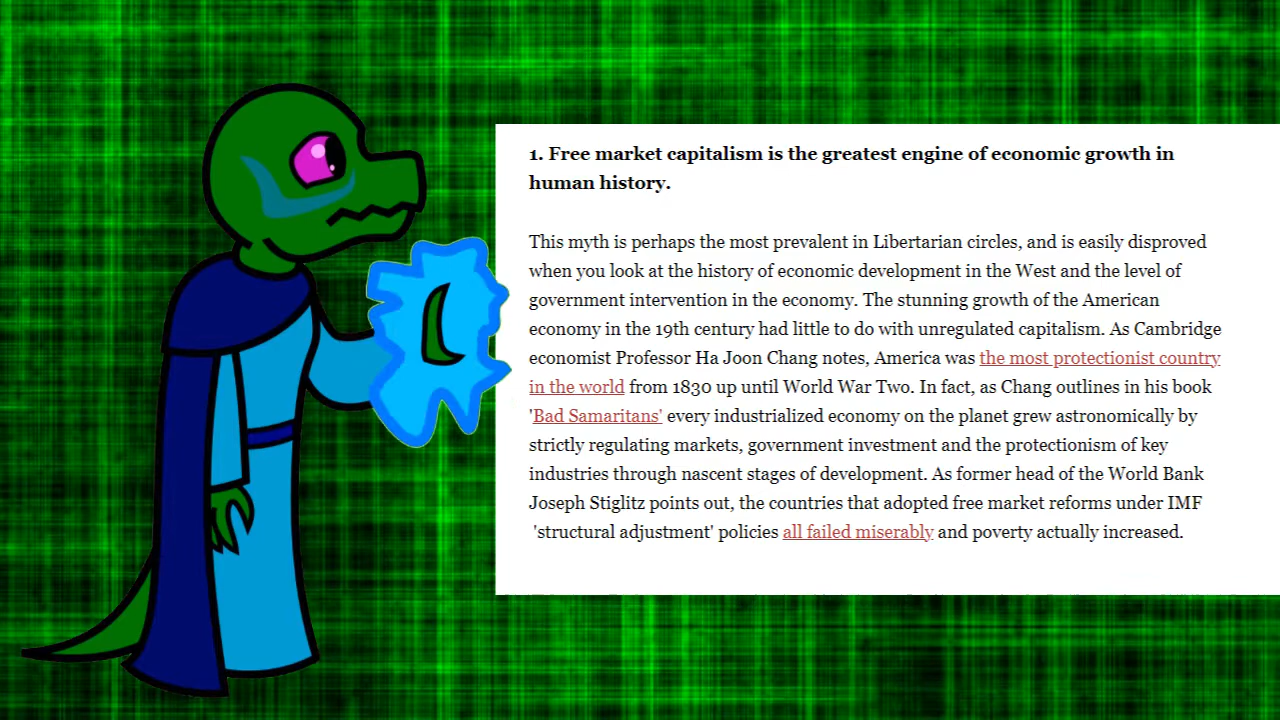 1. Free market capitalism is the greatest engine of economic growth in
human history.
This myth is perhaps the most prevalent in Libertarian circles, and is easily disproved
when you look at the history of economic development in the West and the level of
government intervention in the economy. The stunning growth of the American
economy in the 19th century had little to do with unregulated capitalism. As Cambridge
economist Professor Ha Joon Chang notes, America was the most protectionist country
in the world from 1830 up until World War Two. In fact, as Chang outlines in his book
'Bad Samaritans' every industrialized economy on the planet grew astronomically by
strictly regulating markets, government investment and the protectionism of key
industries through nascent stages of development. As former head of the World Bank
Joseph Stiglitz points out, the countries that adopted free market reforms under IMF
'structural adjustment' policies all failed miserably and poverty actually increased.